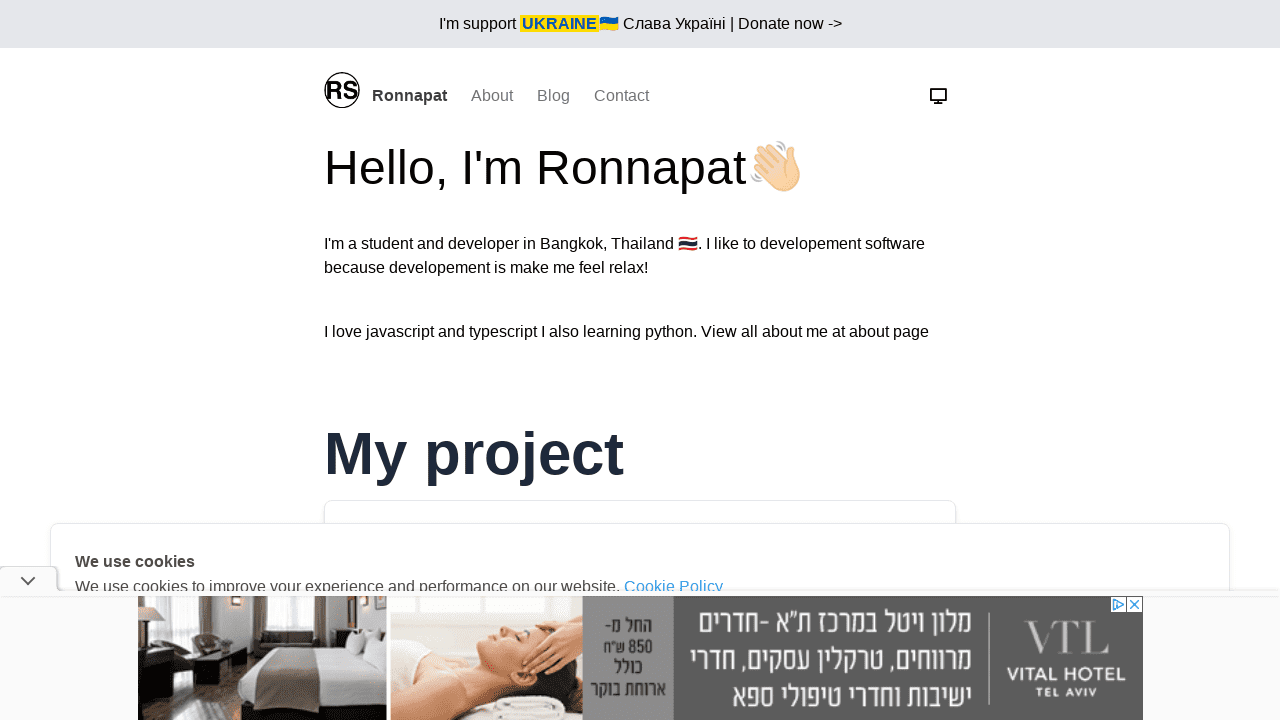 I'm support UKRAINE🇺🇦 Слава Україні | Donate now ->
RS Ronnapat About Blog Contact
Hello, I'm Ronnapat👋🏼
I'm a student and developer in Bangkok, Thailand 🇹🇭. I like to developement software
because developement is make me feel relax!
I love javascript and typescript I also learning python. View all about me at about page
My project
We use cookies
We use cookies to improve your experience and performance on our website. Cookie Policy
החל מ-
850 ש"ח
כולל
ארוחת בוקר
מלון ויטל במרכז ת"א -חדרים
מרווחים, טרקלין עסקים, חדרי
ישיבות וחדרי טיפולי ספא
VTL
VITAL HOTEL
TEL AVIV